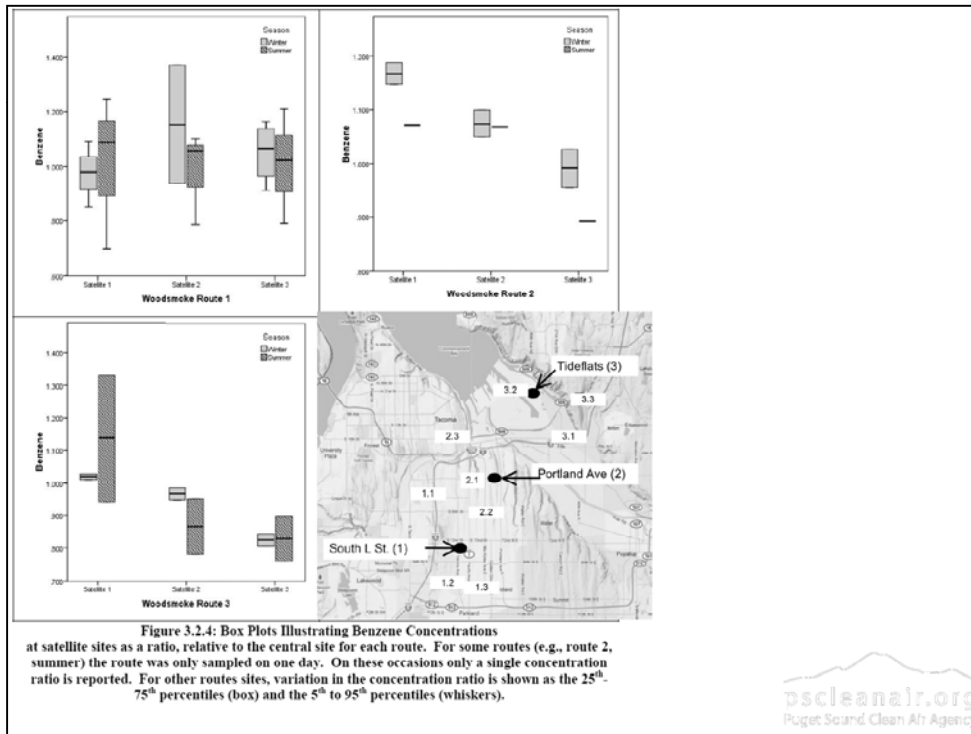 Season
Winter
Summer
1.400
1.200
1.000
.800
.600
Benzene
Satellite 1
Satellite 2
Satellite 3
Woodsmoke Route 1
Season
Winter
Summer
1.200
1.100
1.000
Benzene
Satellite 1
Satellite 2
Satellite 3
Woodsmoke Route 2
Season
Winter
Summer
1.400
1.300
1.200
1.100
1.000
.900
.800
.700
Benzene
Satellite 1
Satellite 2
Satellite 3
Woodsmoke Route 3
Tideflats (3)
3.2
3.3
Tacoma
2.3
3.1
University
Place
Portland Ave (2)
2.1
1.1
2.2
South L St. (1)
Lakewood
1.2
1.3
Parkland
Summit
Puyallup
Figure 3.2.4: Box Plots Illustrating Benzene Concentrations
at satellite sites as a ratio, relative to the central site for each route. For some routes (e.g., route 2,
summer) the route was only sampled on one day. On these occasions only a single concentration
ratio is reported. For other routes sites, variation in the concentration ratio is shown as the 25th-
75th percentiles (box) and the 5th to 95th percentiles (whiskers).
pscleanair.org
Puget Sound Clean Air Agency